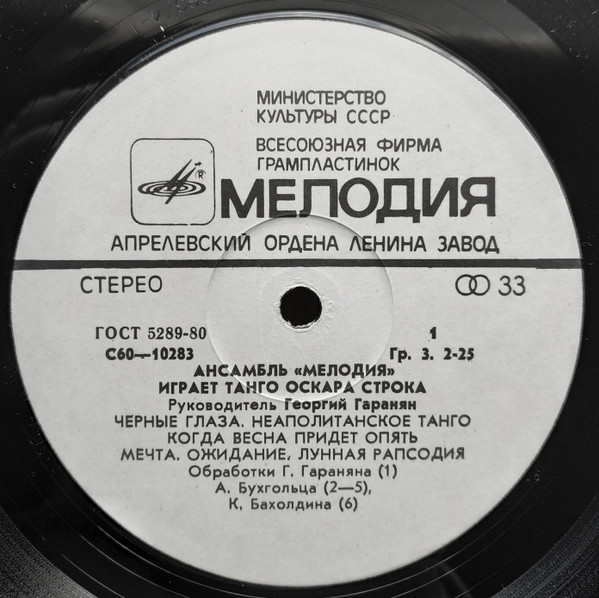 МИНИСТЕРСТВО
КУЛЬТУРЫ СССР
ВСЕСОЮЗНАЯ ФИРМА
ГРАМПЛАСТИНОК
®
МЕЛОДИЯ
АПРЕЛЕВСКИЙ ОРДЕНА ЛЕНИНА ЗАВОД
СТЕРЕО 33
ГОСТ 5289-80 1
С60—10283 Гр. 3. 2-25
АНСАМБЛЬ «МЕЛОДИЯ»
ИГРАЕТ ТАНГО ОСКАРА СТРОКА
Руководитель Георгий Гаранян
ЧЕРНЫЕ ГЛАЗА. НЕАПОЛИТАНСКОЕ ТАНГО
КОГДА ВЕСНА ПРИДЕТ ОПЯТЬ
МЕЧТА. ОЖИДАНИЕ. ЛУННАЯ РАПСОДИЯ
Обработки Г. Гараняна (1)
А. Бухгольца (2—5),
К. Бахолдина (6)